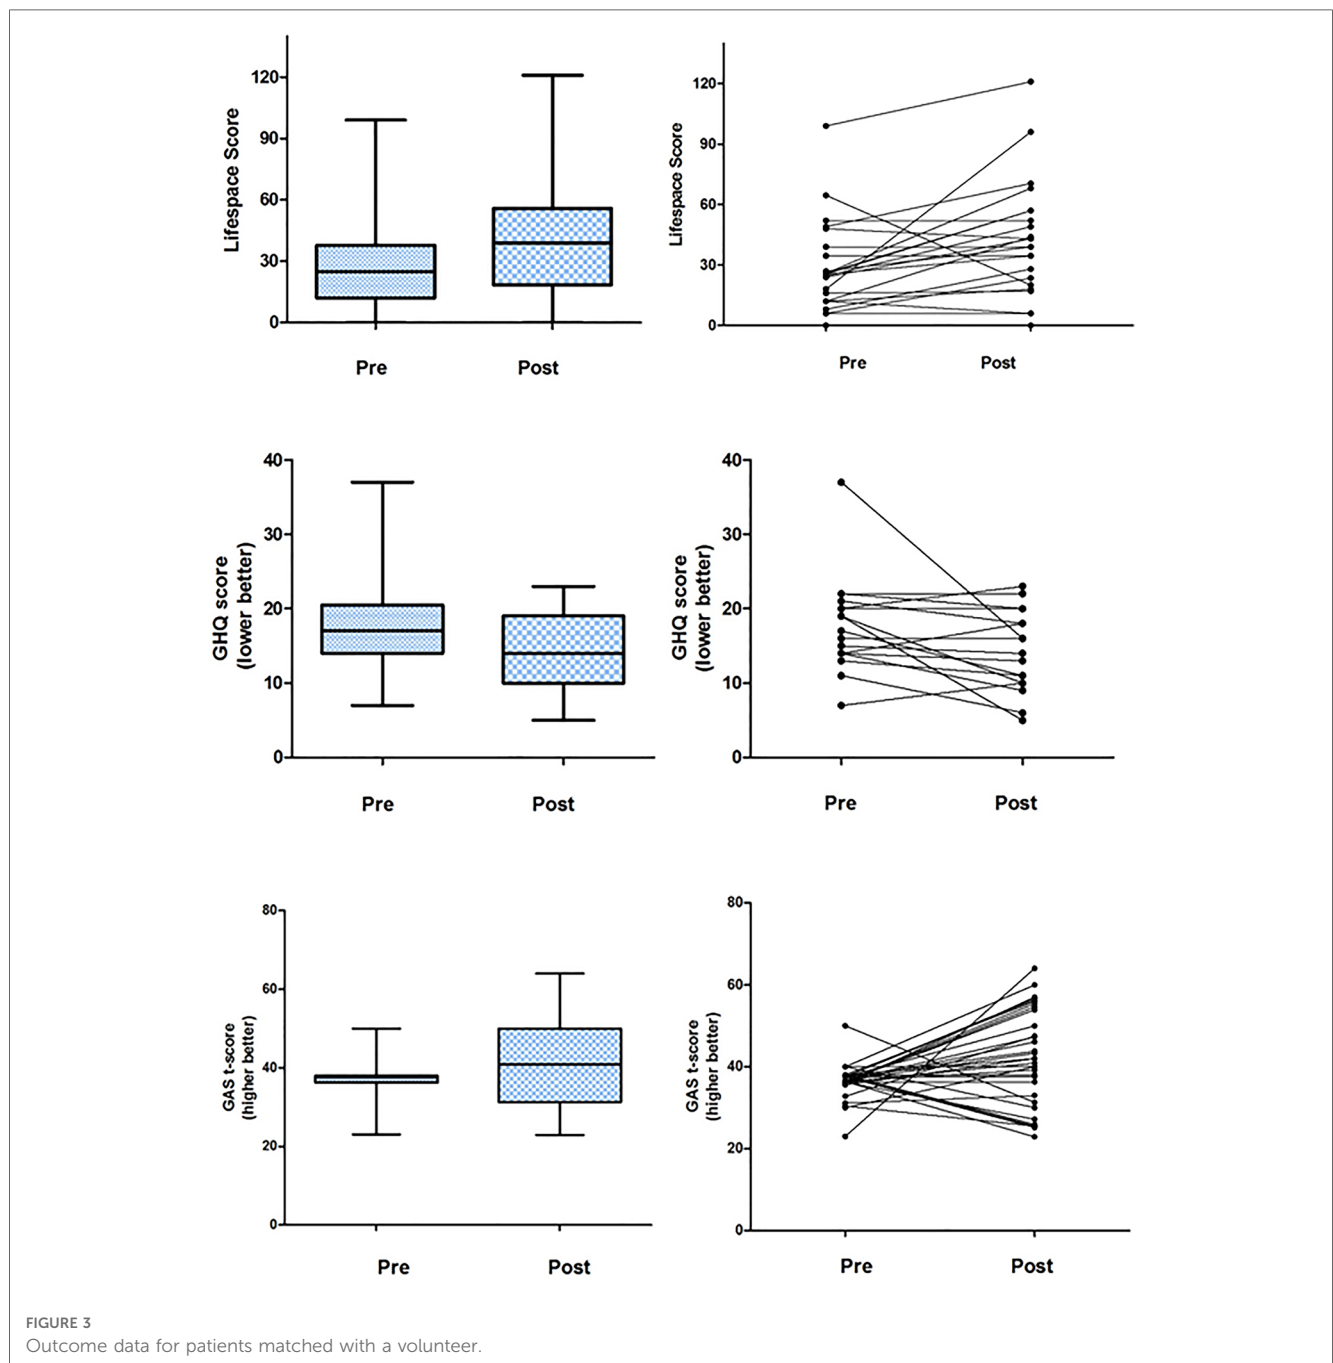 120
90
60
30
0
Lifespace Score
Pre
Post
120
90
60
30
0
Lifespace Score
Pre
Post
40
30
20
10
0
GHQ score
(lower better)
Pre
Post
40
30
20
10
0
GHQ score
(lower better)
Pre
Post
80
60
40
20
0
GAS t-score
(higher better)
Pre
Post
80
60
40
20
0
GAS t-score
(higher better)
Pre
Post
FIGURE 3
Outcome data for patients matched with a volunteer.